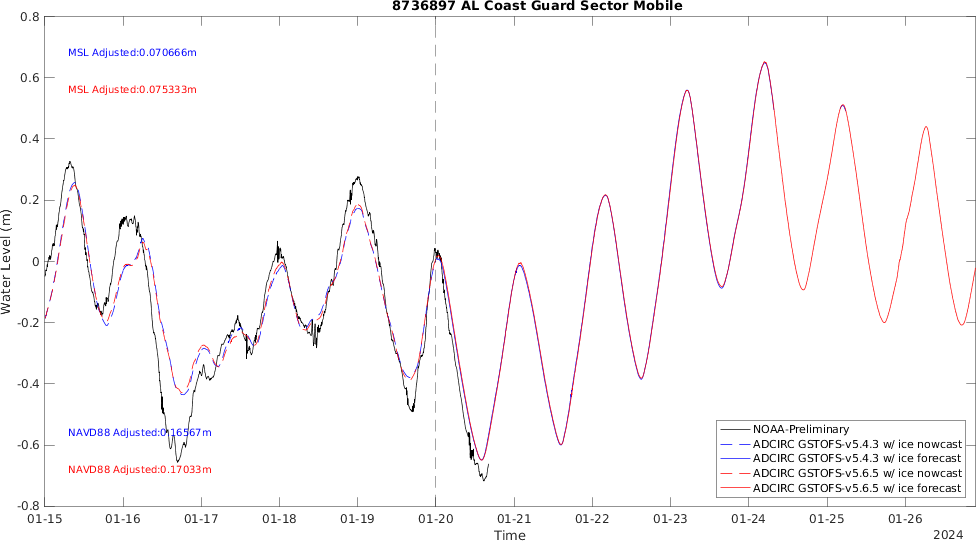 8736897 AL Coast Guard Sector Mobile
0.8
0.6
0.4
0.2
0
-0.2
-0.4
-0.6
-0.8
Water Level (m)
MSL Adjusted:0.070666m
MSL Adjusted:0.075333m
NAVD88 Adjusted:0.16567m
NAVD88 Adjusted:0.17033m
NOAA-Preliminary
ADCIRC GSTOFS-v5.4.3 w/ ice nowcast
ADCIRC GSTOFS-v5.4.3 w/ ice forecast
ADCIRC GSTOFS-v5.6.5 w/ ice nowcast
ADCIRC GSTOFS-v5.6.5 w/ ice forecast
01-15 01-16 01-17 01-18 01-19 01-20 01-21 01-22 01-23 01-24 01-25 01-26
Time
2024